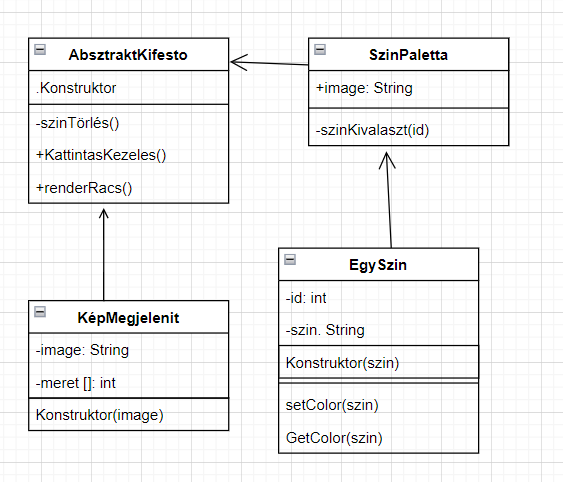 AbsztraktKifesto
.Konstruktor
-szinTörlés()
+KattintasKezeles()
+renderRacs()
SzinPaletta
+image: String
-szinKivalaszt(id)
KépMegjelenit
-image: String
-meret []: int
Konstruktor(image)
EgySzin
-id: int
-szin. String
Konstruktor(szin)
setColor(szin)
GetColor(szin)